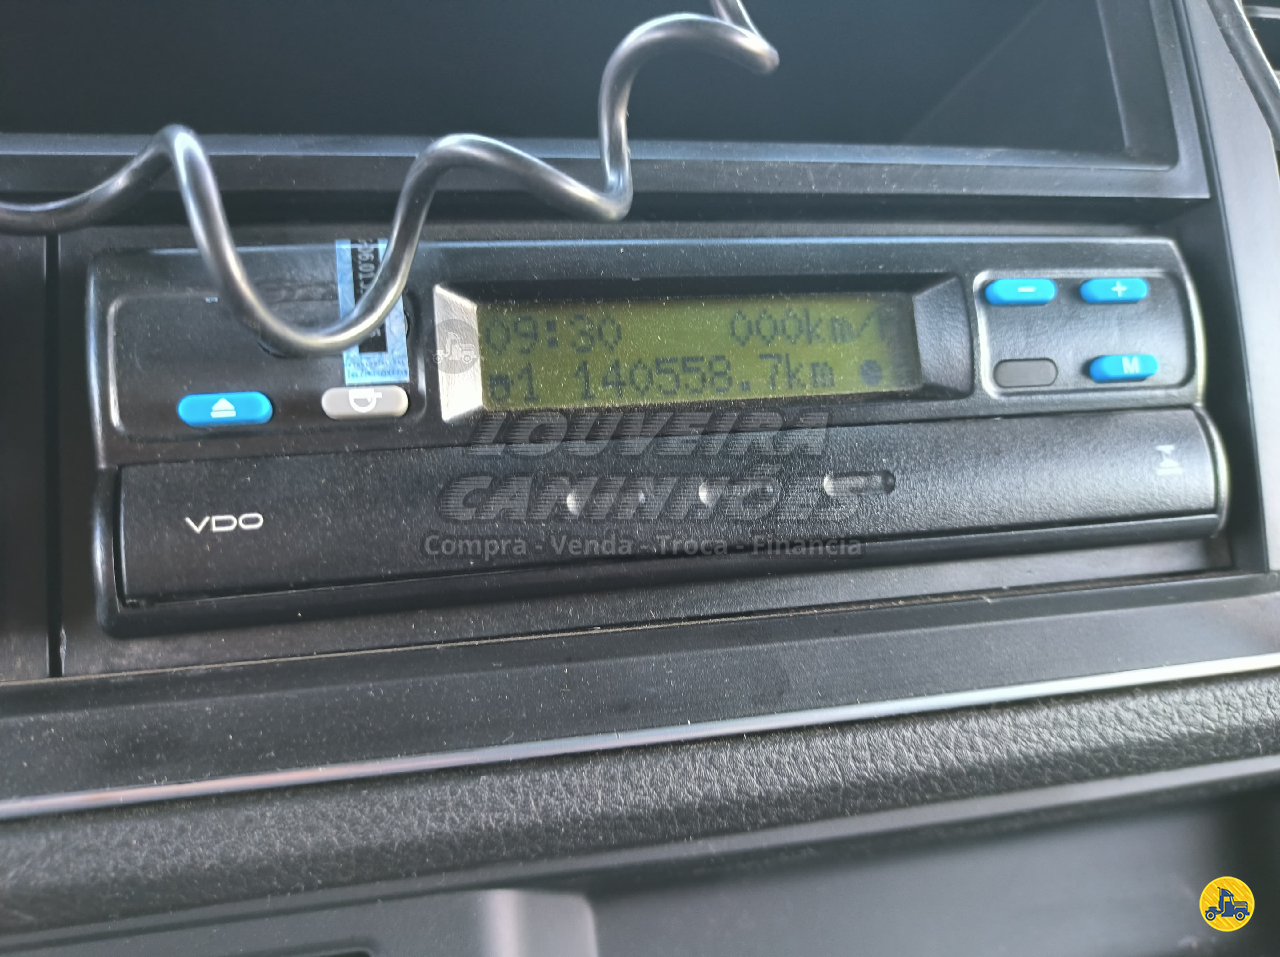 09:30 000km/h
1 140558.7km
M
LOUVEIRA
CAMINHÕES
VDO
Compra - Venda - Troca - Financia